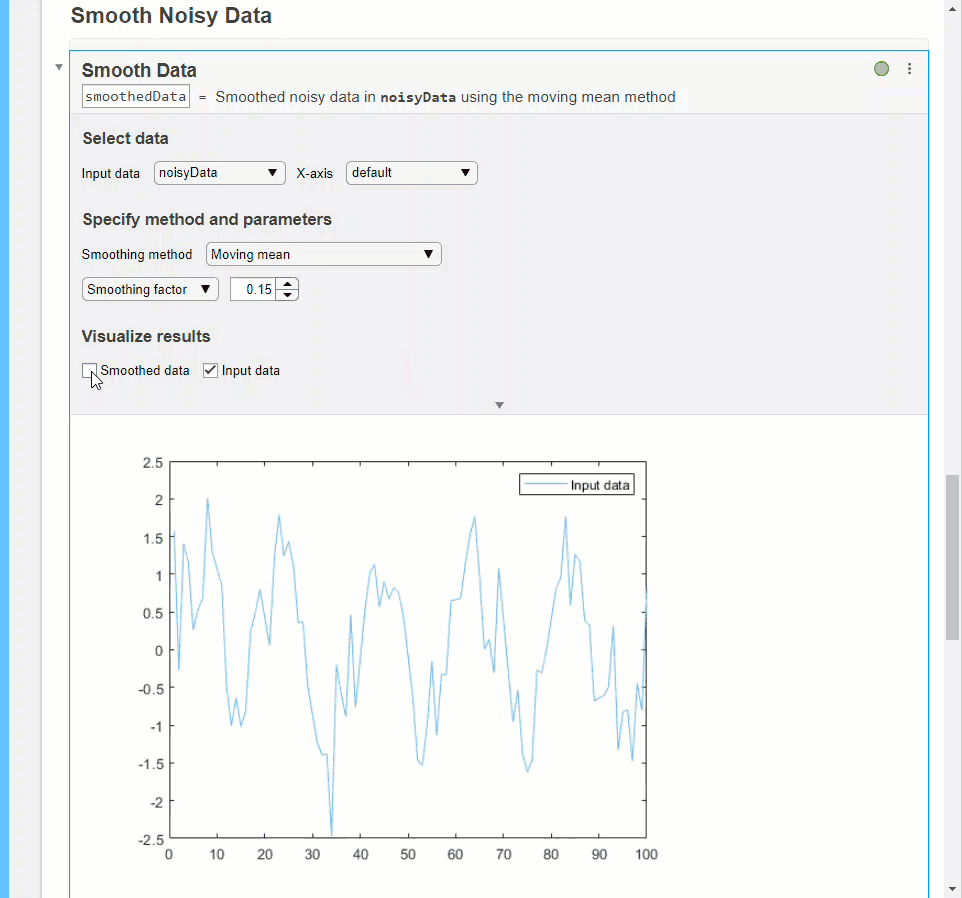 Smooth Noisy Data
Smooth Data
smoothedData = Smoothed noisy data in noisyData using the moving mean method
Select data
Input data noisyData X-axis default
Specify method and parameters
Smoothing method Moving mean
Smoothing factor 0.15
Visualize results
Smoothed data Input data
2.5
Input data
2
1.5
1
0.5
0
-0.5
-1
-1.5
-2
-2.5
0 10 20 30 40 50 60 70 80 90 100